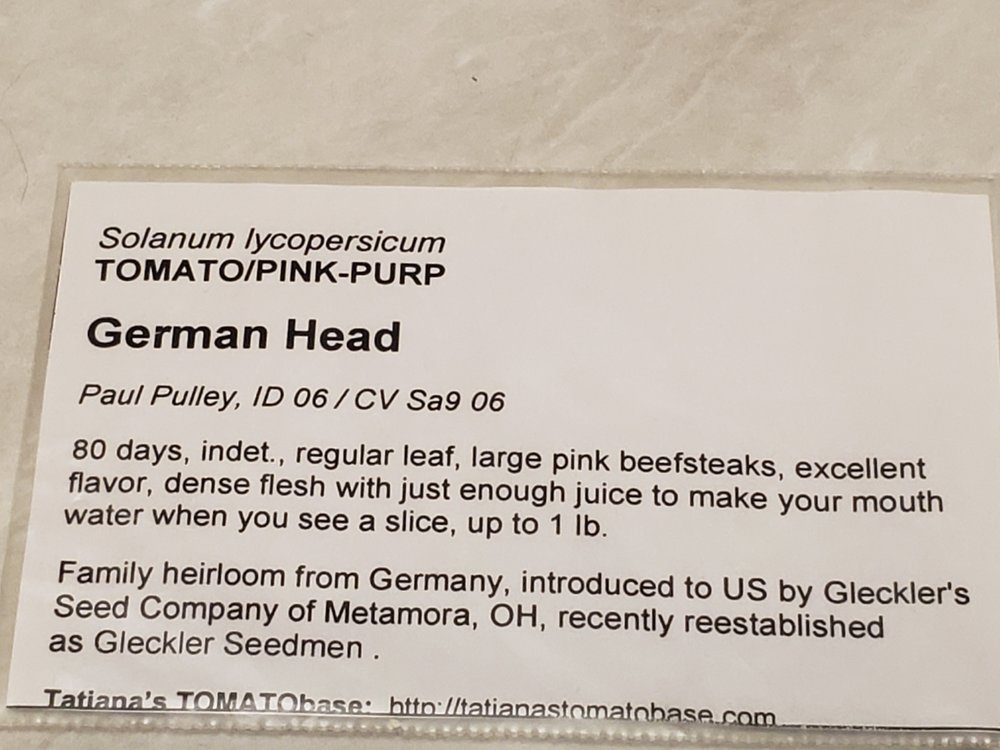 Solanum lycopersicum
TOMATO/PINK-PURP
German Head
Paul Pulley, ID 06 / CV Sa9 06
80 days, indet., regular leaf, large pink beefsteaks, excellent
flavor, dense flesh with just enough juice to make your mouth
water when you see a slice, up to 1 lb.
Family heirloom from Germany, introduced to US by Gleckler's
Seed Company of Metamora, OH, recently reestablished
as Gleckler Seedmen .
Tatiana's TOMATObase: http://tatianastomatobase.com